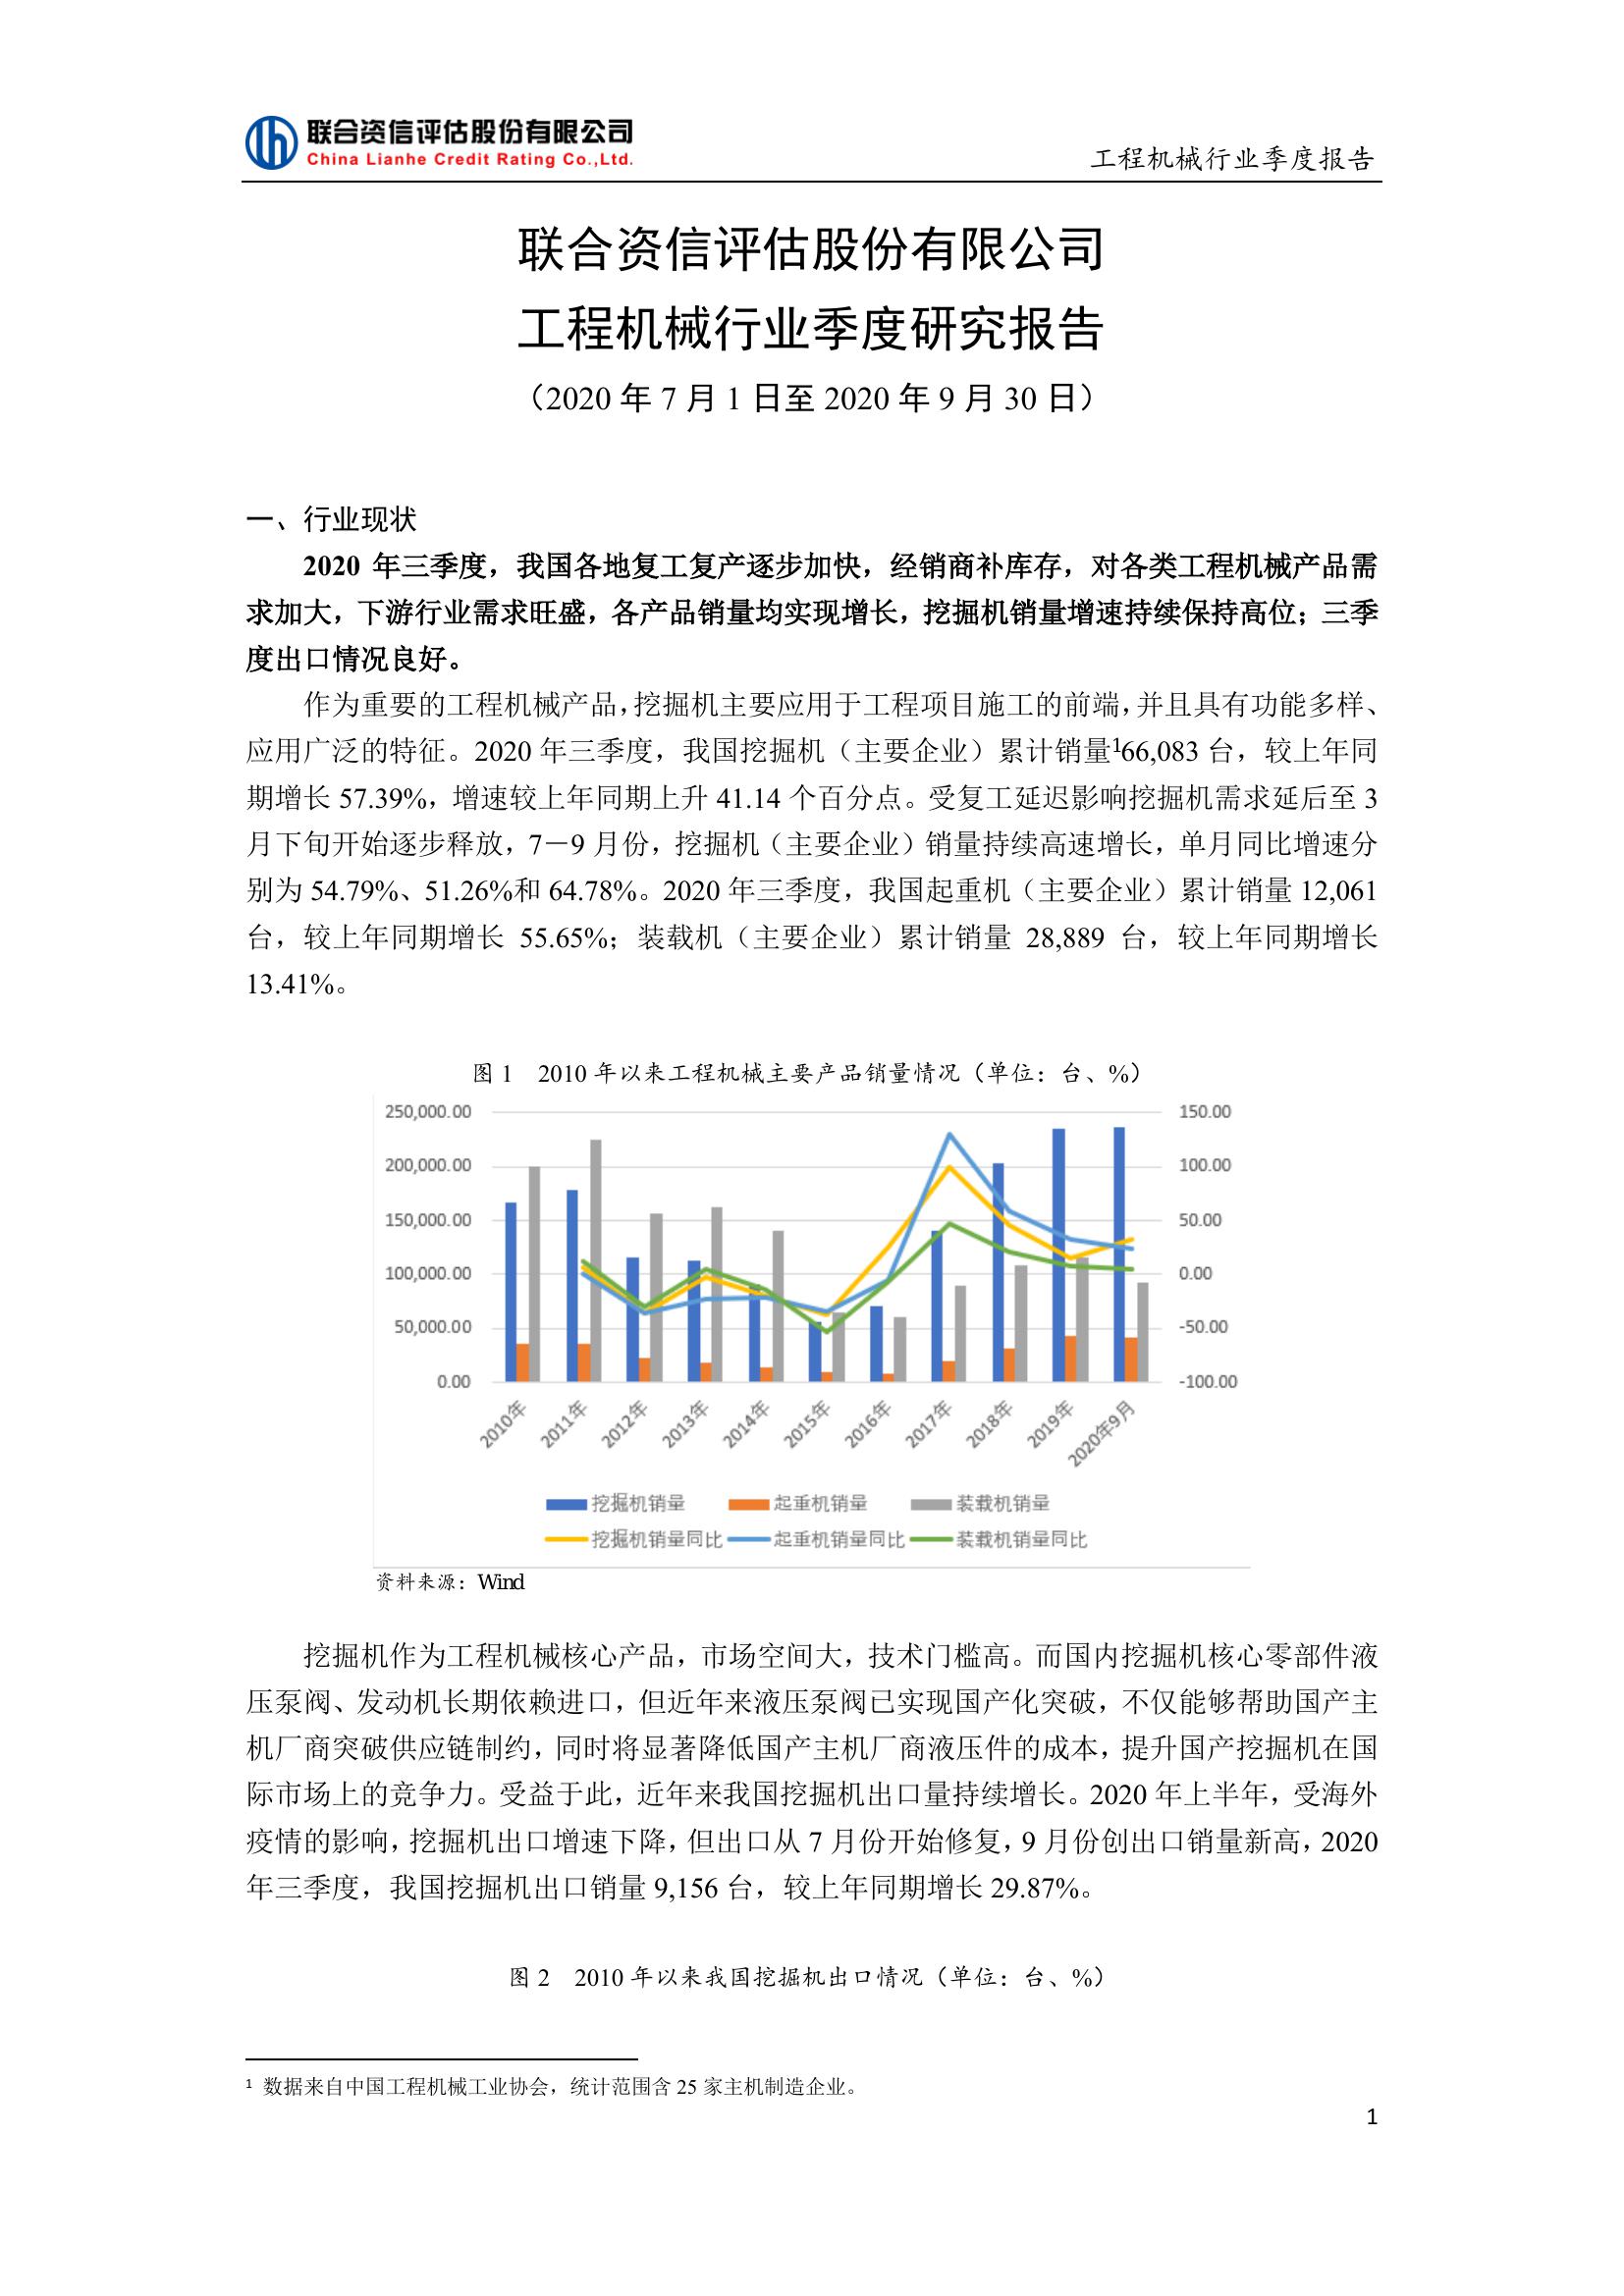 联合资信评估股份有限公司
China Lianhe Credit Rating Co.,Ltd.
工程机械行业季度报告
联合资信评估股份有限公司
工程机械行业季度研究报告
（2020 年 7 月 1 日至 2020 年 9 月 30 日）
一、行业现状
2020 年三季度，我国各地复工复产逐步加快，经销商补库存，对各类工程机械产品需
求加大，下游行业需求旺盛，各产品销量均实现增长，挖掘机销量增速持续保持高位；三季
度出口情况良好。
作为重要的工程机械产品，挖掘机主要应用于工程项目施工的前端，并且具有功能多样、
应用广泛的特征。2020 年三季度，我国挖掘机（主要企业）累计销量¹66,083 台，较上年同
期增长 57.39%，增速较上年同期上升 41.14 个百分点。受复工延迟影响挖掘机需求延后至 3
月下旬开始逐步释放，7－9 月份，挖掘机（主要企业）销量持续高速增长，单月同比增速分
别为 54.79%、51.26%和 64.78%。2020 年三季度，我国起重机（主要企业）累计销量 12,061
台，较上年同期增长 55.65%；装载机（主要企业）累计销量 28,889 台，较上年同期增长
13.41%。
图 1 2010 年以来工程机械主要产品销量情况（单位：台、%）
250,000.00 150.00
200,000.00 100.00
150,000.00 50.00
100,000.00 0.00
50,000.00 -50.00
0.00 -100.00
2010年 2011年 2012年 2013年 2014年 2015年 2016年 2017年 2018年 2019年 2020年9月
挖掘机销量 起重机销量 装载机销量
挖掘机销量同比 起重机销量同比 装载机销量同比
资料来源：Wind
挖掘机作为工程机械核心产品，市场空间大，技术门槛高。而国内挖掘机核心零部件液
压泵阀、发动机长期依赖进口，但近年来液压泵阀已实现国产化突破，不仅能够帮助国产主
机厂商突破供应链制约，同时将显著降低国产主机厂商液压件的成本，提升国产挖掘机在国
际市场上的竞争力。受益于此，近年来我国挖掘机出口量持续增长。2020 年上半年，受海外
疫情的影响，挖掘机出口增速下降，但出口从 7 月份开始修复，9 月份创出口销量新高，2020
年三季度，我国挖掘机出口销量 9,156 台，较上年同期增长 29.87%。
图 2 2010 年以来我国挖掘机出口情况（单位：台、%）
¹ 数据来自中国工程机械工业协会，统计范围含 25 家主机制造企业。
1